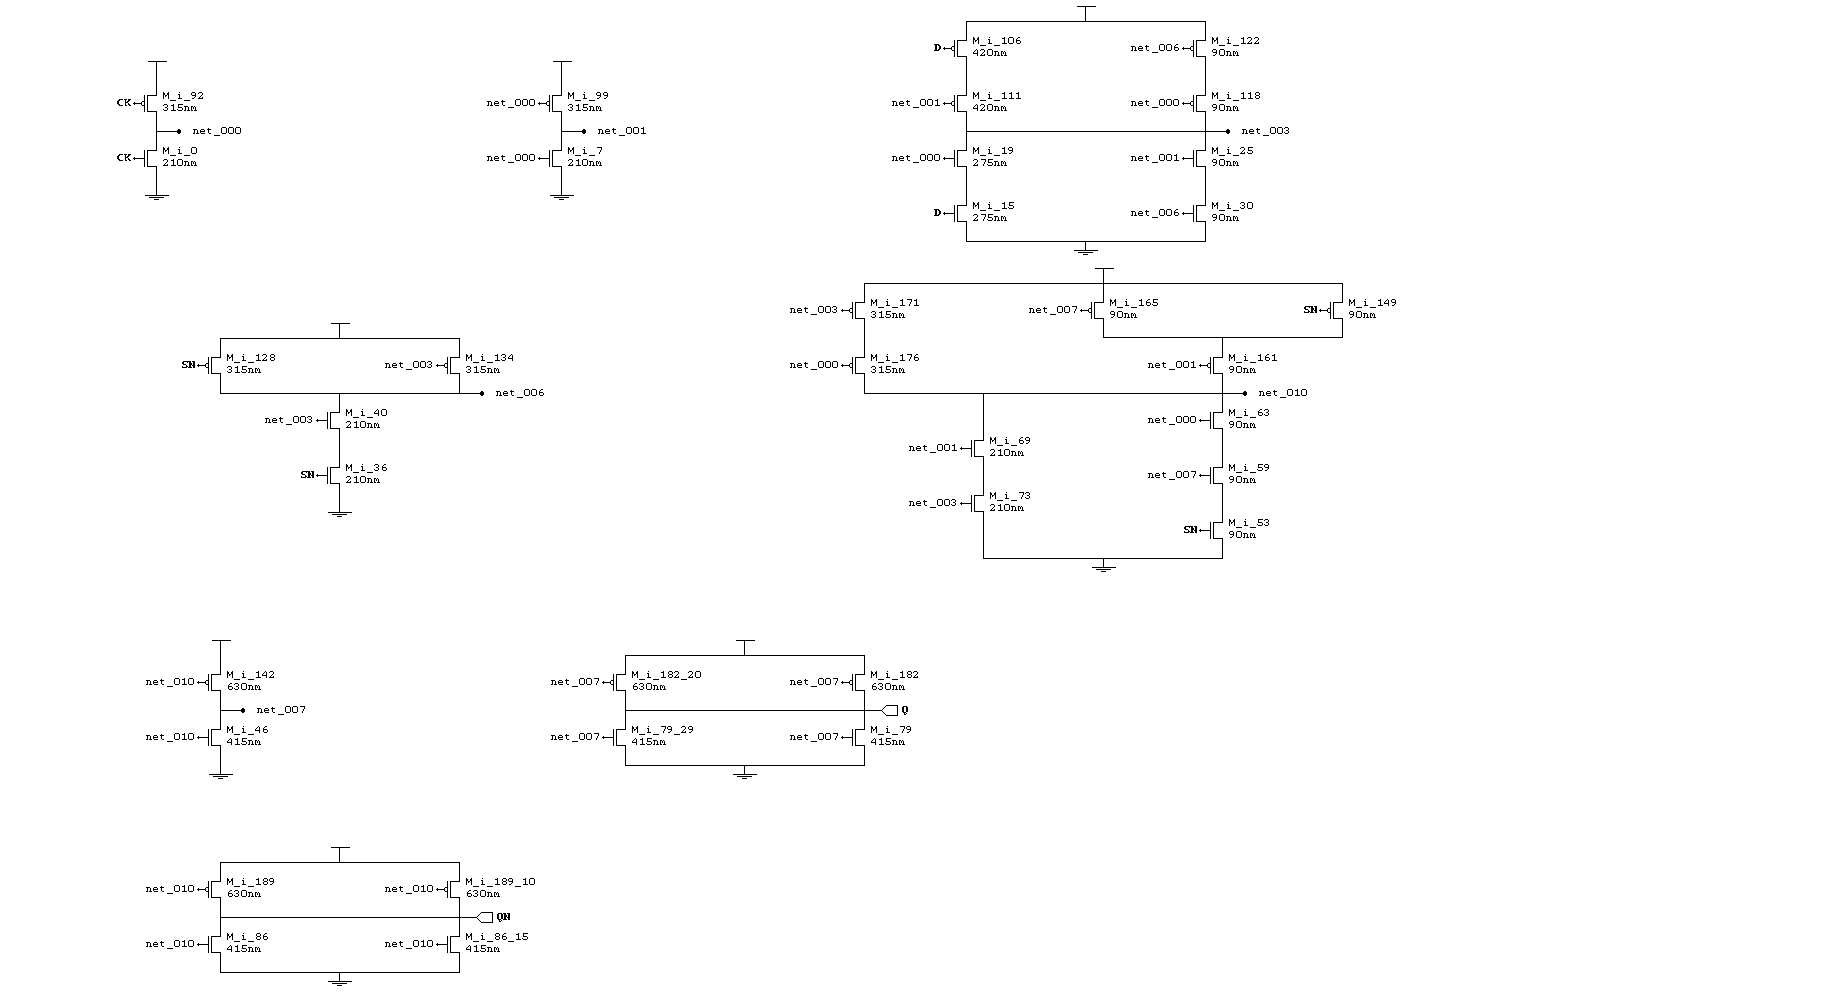 CK
M_i_92
315nm
net_000
CK
M_i_0
210nm
net_000
M_i_99
315nm
net_001
net_000
M_i_7
210nm
D
M_i_106
420nm
net_006
M_i_122
90nm
net_001
M_i_111
420nm
net_000
M_i_118
90nm
net_003
net_000
M_i_19
275nm
net_001
M_i_25
90nm
D
M_i_15
275nm
net_006
M_i_30
90nm
SN
M_i_128
315nm
net_003
M_i_134
315nm
net_006
net_003
M_i_40
210nm
SN
M_i_36
210nm
net_003
M_i_171
315nm
net_007
M_i_165
90nm
SN
M_i_149
90nm
net_000
M_i_176
315nm
net_001
M_i_161
90nm
net_010
net_000
M_i_63
90nm
net_001
M_i_69
210nm
net_007
M_i_59
90nm
net_003
M_i_73
210nm
SN
M_i_53
90nm
net_010
M_i_142
630nm
net_007
net_010
M_i_46
415nm
net_007
M_i_182_20
630nm
net_007
M_i_182
630nm
Q
net_007
M_i_79_29
415nm
net_007
M_i_79
415nm
net_010
M_i_189
630nm
net_010
M_i_189_10
630nm
QN
net_010
M_i_86
415nm
net_010
M_i_86_15
415nm